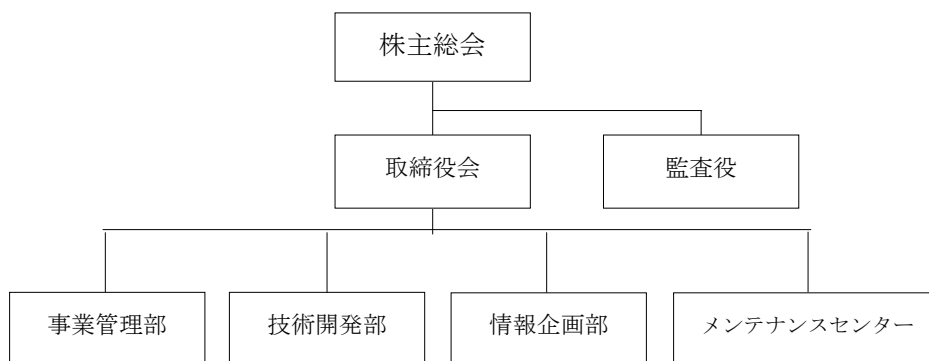 株主総会
取締役会
監査役
事業管理部
技術開発部
情報企画部
メンテナンスセンター